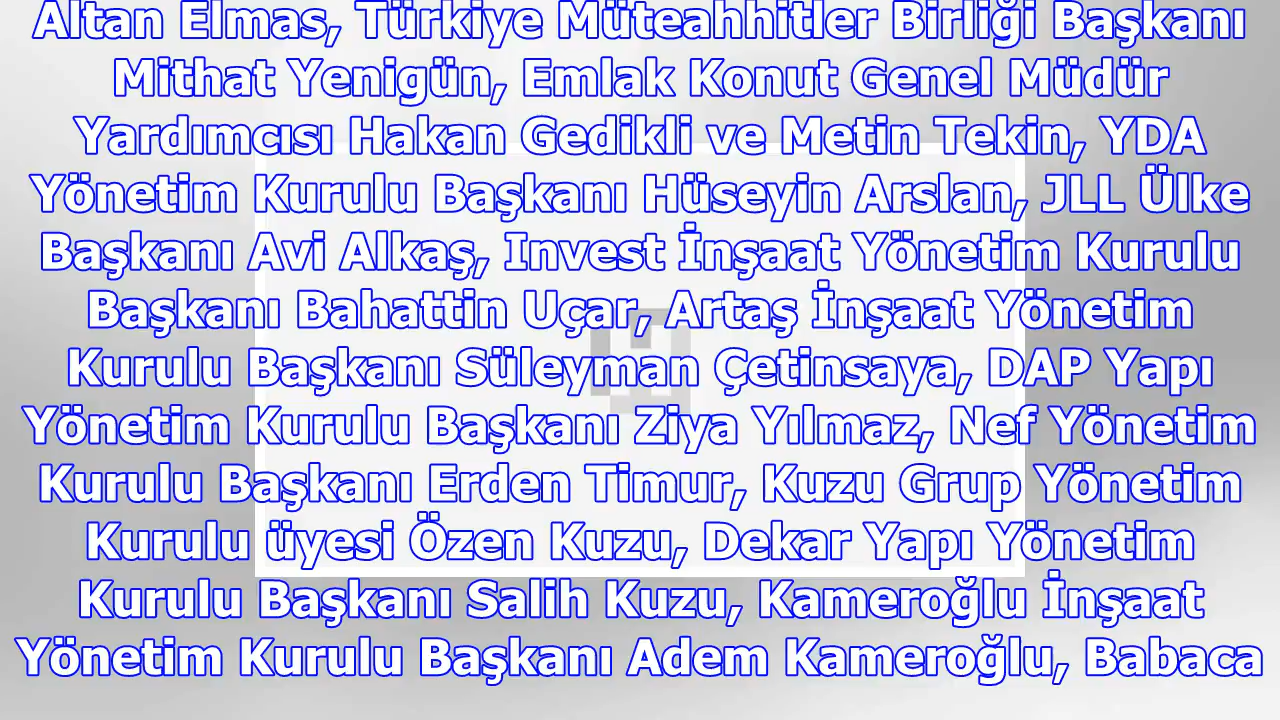 Altan Elmas, Türkiye Müteahhitler Birliği Başkanı
Mithat Yenigün, Emlak Konut Genel Müdür
Yardımcısı Hakan Gedikli ve Metin Tekin, YDA
Yönetim Kurulu Başkanı Hüseyin Arslan, JLL Ülke
Başkanı Avi Alkaş, Invest İnşaat Yönetim Kurulu
Başkanı Bahattin Uçar, Artaş İnşaat Yönetim
Kurulu Başkanı Süleyman Çetinsaya, DAP Yapı
Yönetim Kurulu Başkanı Ziya Yılmaz, Nef Yönetim
Kurulu Başkanı Erden Timur, Kuzu Grup Yönetim
Kurulu üyesi Özen Kuzu, Dekar Yapı Yönetim
Kurulu Başkanı Salih Kuzu, Kameroğlu İnşaat
Yönetim Kurulu Başkanı Adem Kameroğlu, Babaca